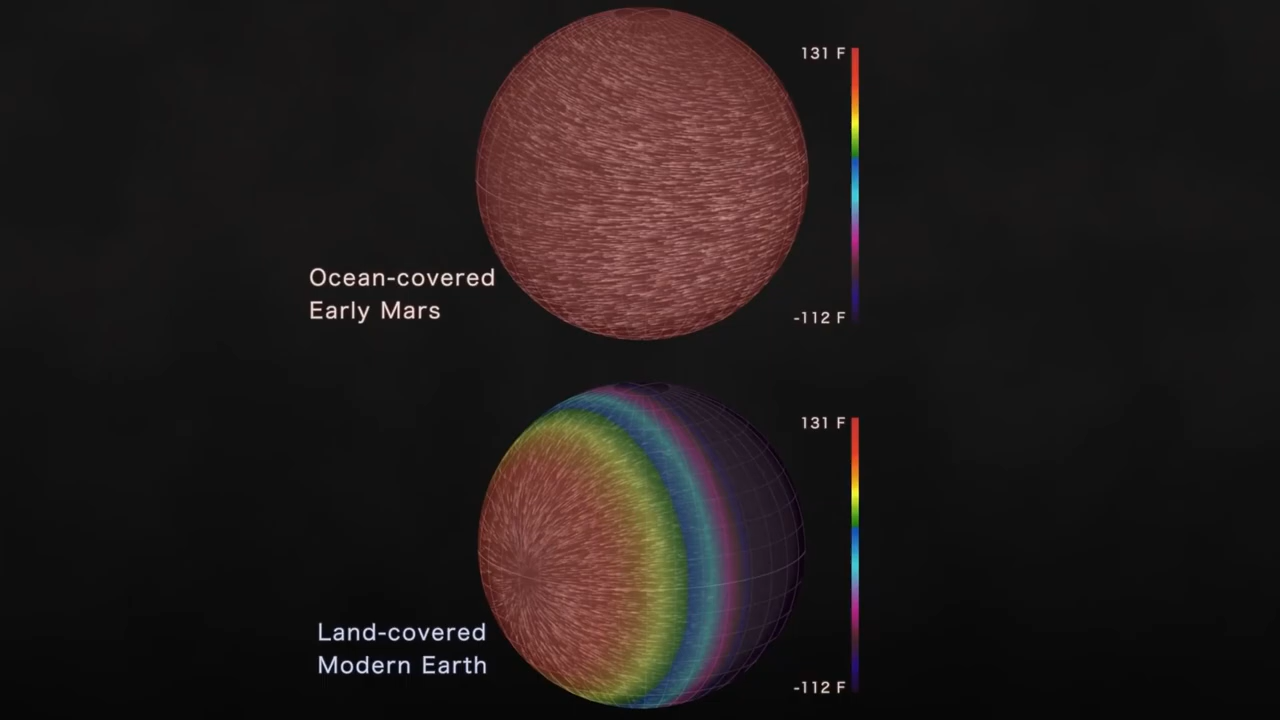 131 F
Ocean-covered
Early Mars
-112 F
131 F
Land-covered
Modern Earth
-112 F